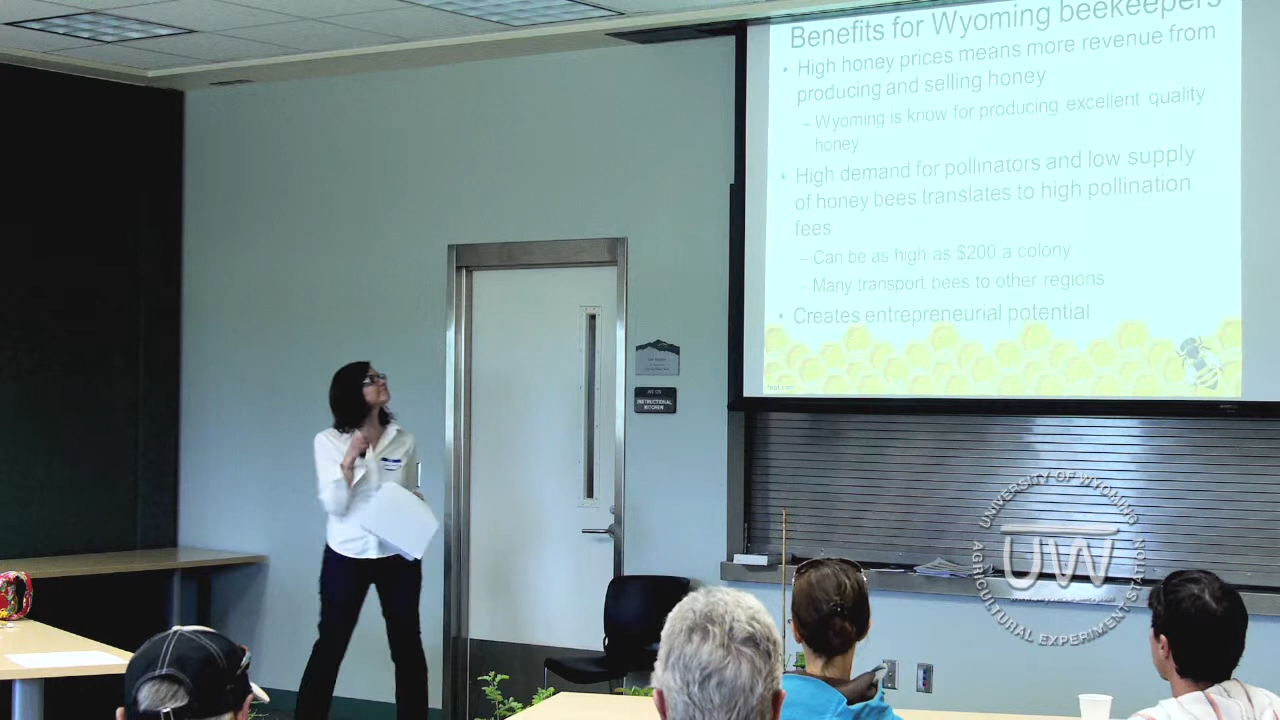 Benefits for Wyoming beekeepers
• High honey prices means more revenue from
producing and selling honey
– Wyoming is know for producing excellent quality
honey
• High demand for pollinators and low supply
of honey bees translates to high pollination
fees
– Can be as high as $200 a colony
– Many transport bees to other regions
• Creates entrepreneurial potential
fppt.com
INSTRUCTIONAL
KITCHEN
UNIVERSITY OF WYOMING
UW
AGRICULTURAL EXPERIMENT STATION